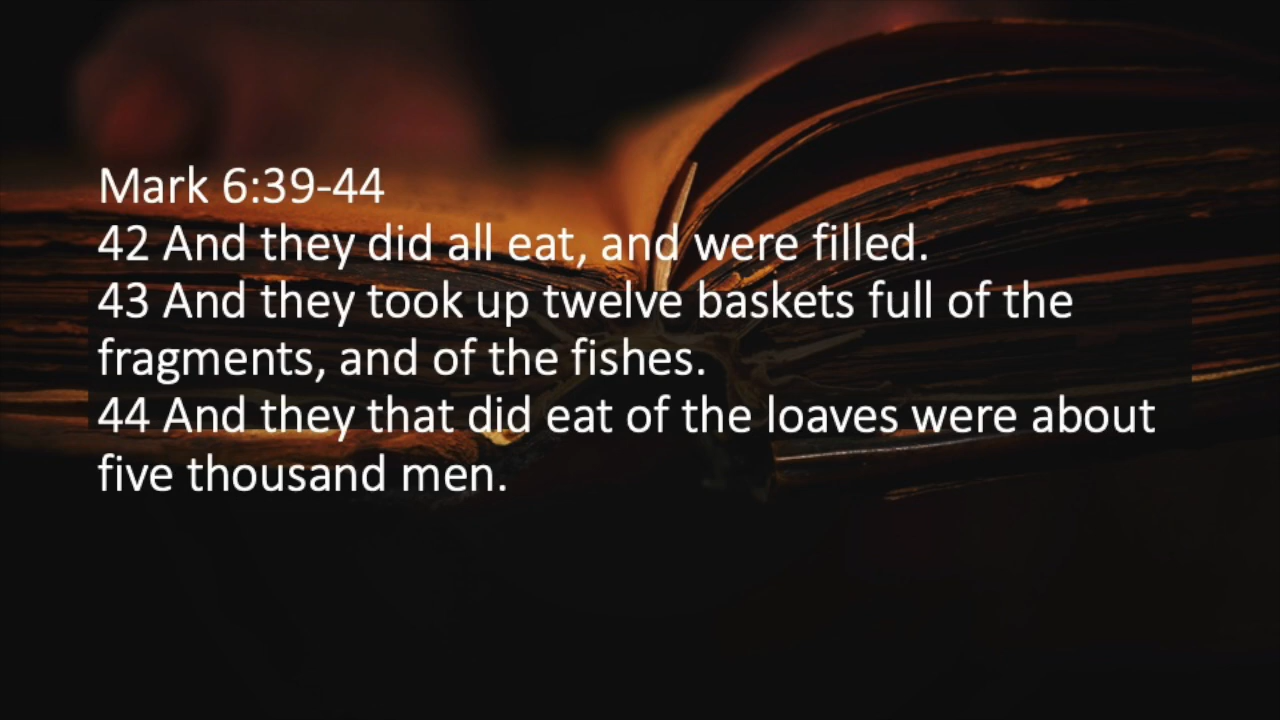 Mark 6:39-44
42 And they did all eat, and were filled.
43 And they took up twelve baskets full of the
fragments, and of the fishes.
44 And they that did eat of the loaves were about
five thousand men.